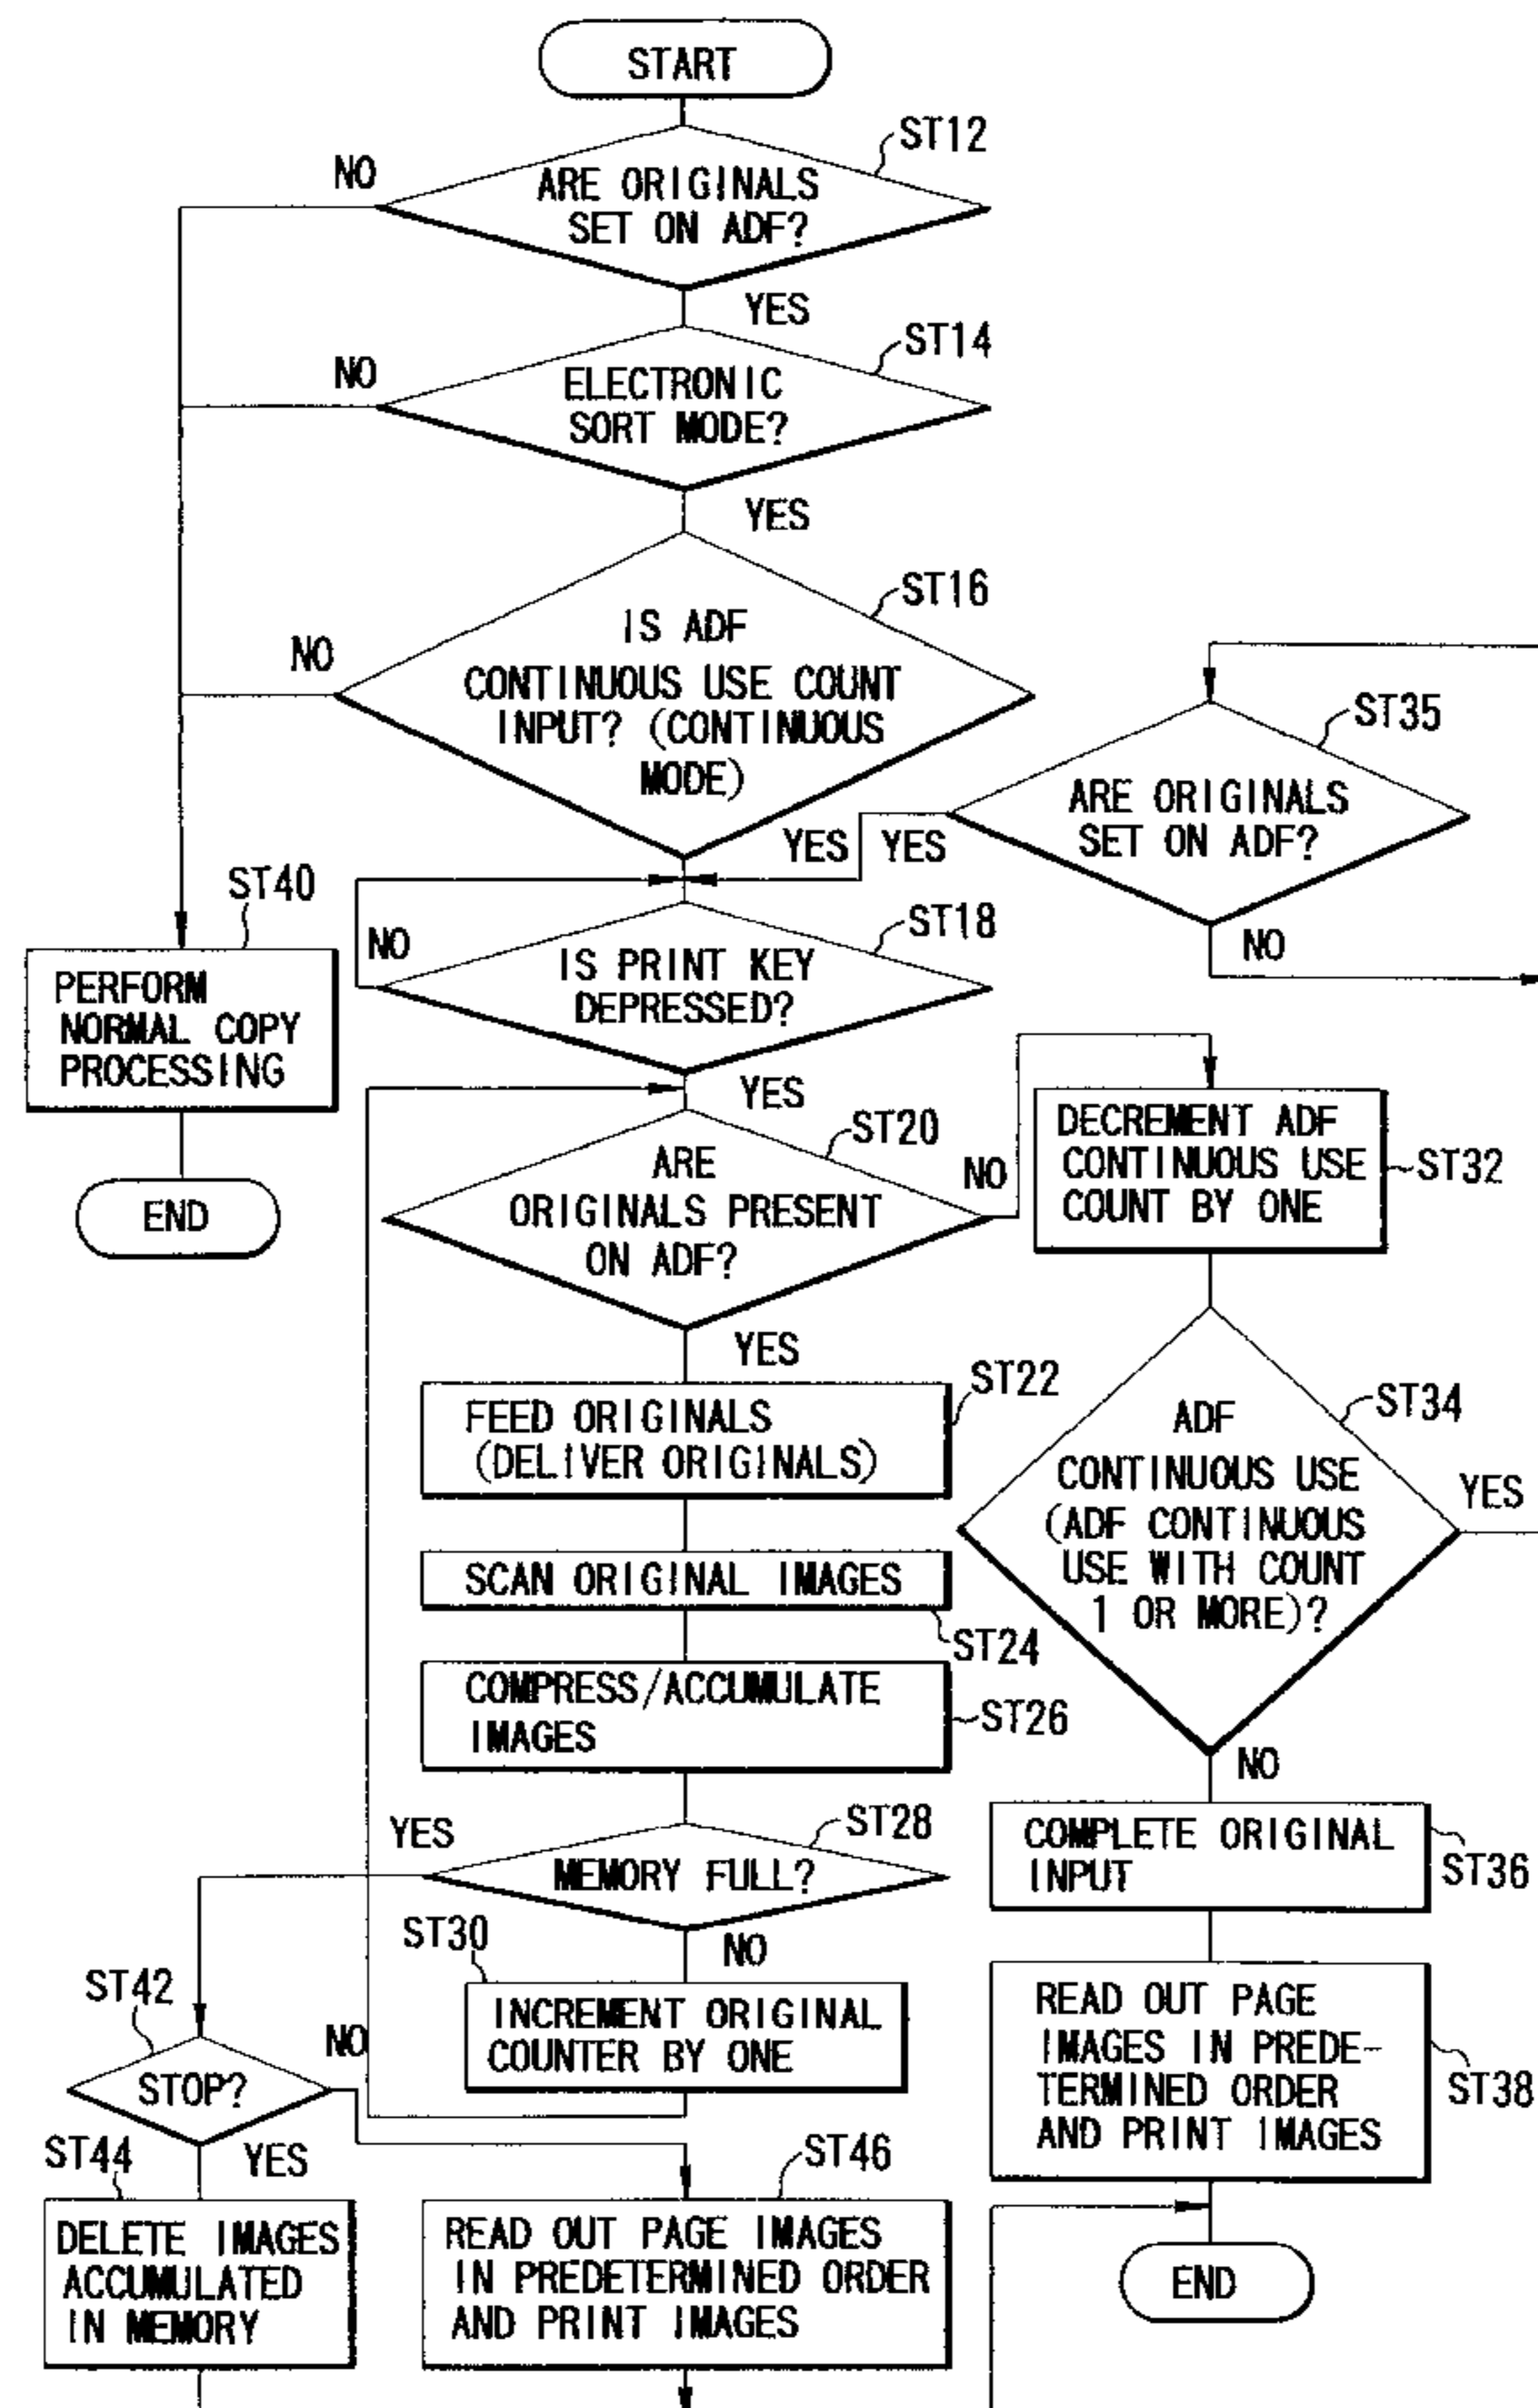 START
ST12
NO
ARE ORIGINALS
SET ON ADF?
YES
ST14
NO
ELECTRONIC
SORT MODE?
YES
ST16
IS ADF
NO
CONTINUOUS USE COUNT
INPUT? (CONTINUOUS
MODE)
ST35
ARE ORIGINALS
SET ON ADF?
YES
YES
NO
ST40
PERFORM
NORMAL COPY
PROCESSING
END
ST18
NO
IS PRINT KEY
DEPRESSED?
YES
ST20
ARE
ORIGINALS PRESENT
ON ADF?
NO
DECREMENT ADF
CONTINUOUS USE
COUNT BY ONE
ST32
YES
ST22
FEED ORIGINALS
(DELIVER ORIGINALS)
ST34
ADF
CONTINUOUS USE
(ADF CONTINUOUS
USE WITH COUNT
1 OR MORE)?
YES
SCAN ORIGINAL IMAGES
ST24
COMPRESS/ACCUMULATE
IMAGES
ST26
NO
YES
ST28
MEMORY FULL?
COMPLETE ORIGINAL
INPUT
ST36
ST30
NO
INCREMENT ORIGINAL
COUNTER BY ONE
READ OUT PAGE
IMAGES IN PREDE-
TERMINED ORDER
AND PRINT IMAGES
ST38
ST42
NO
STOP?
ST44
YES
ST46
DELETE IMAGES
ACCUMULATED
IN MEMORY
READ OUT PAGE IMAGES
IN PREDETERMINED ORDER
AND PRINT IMAGES
END